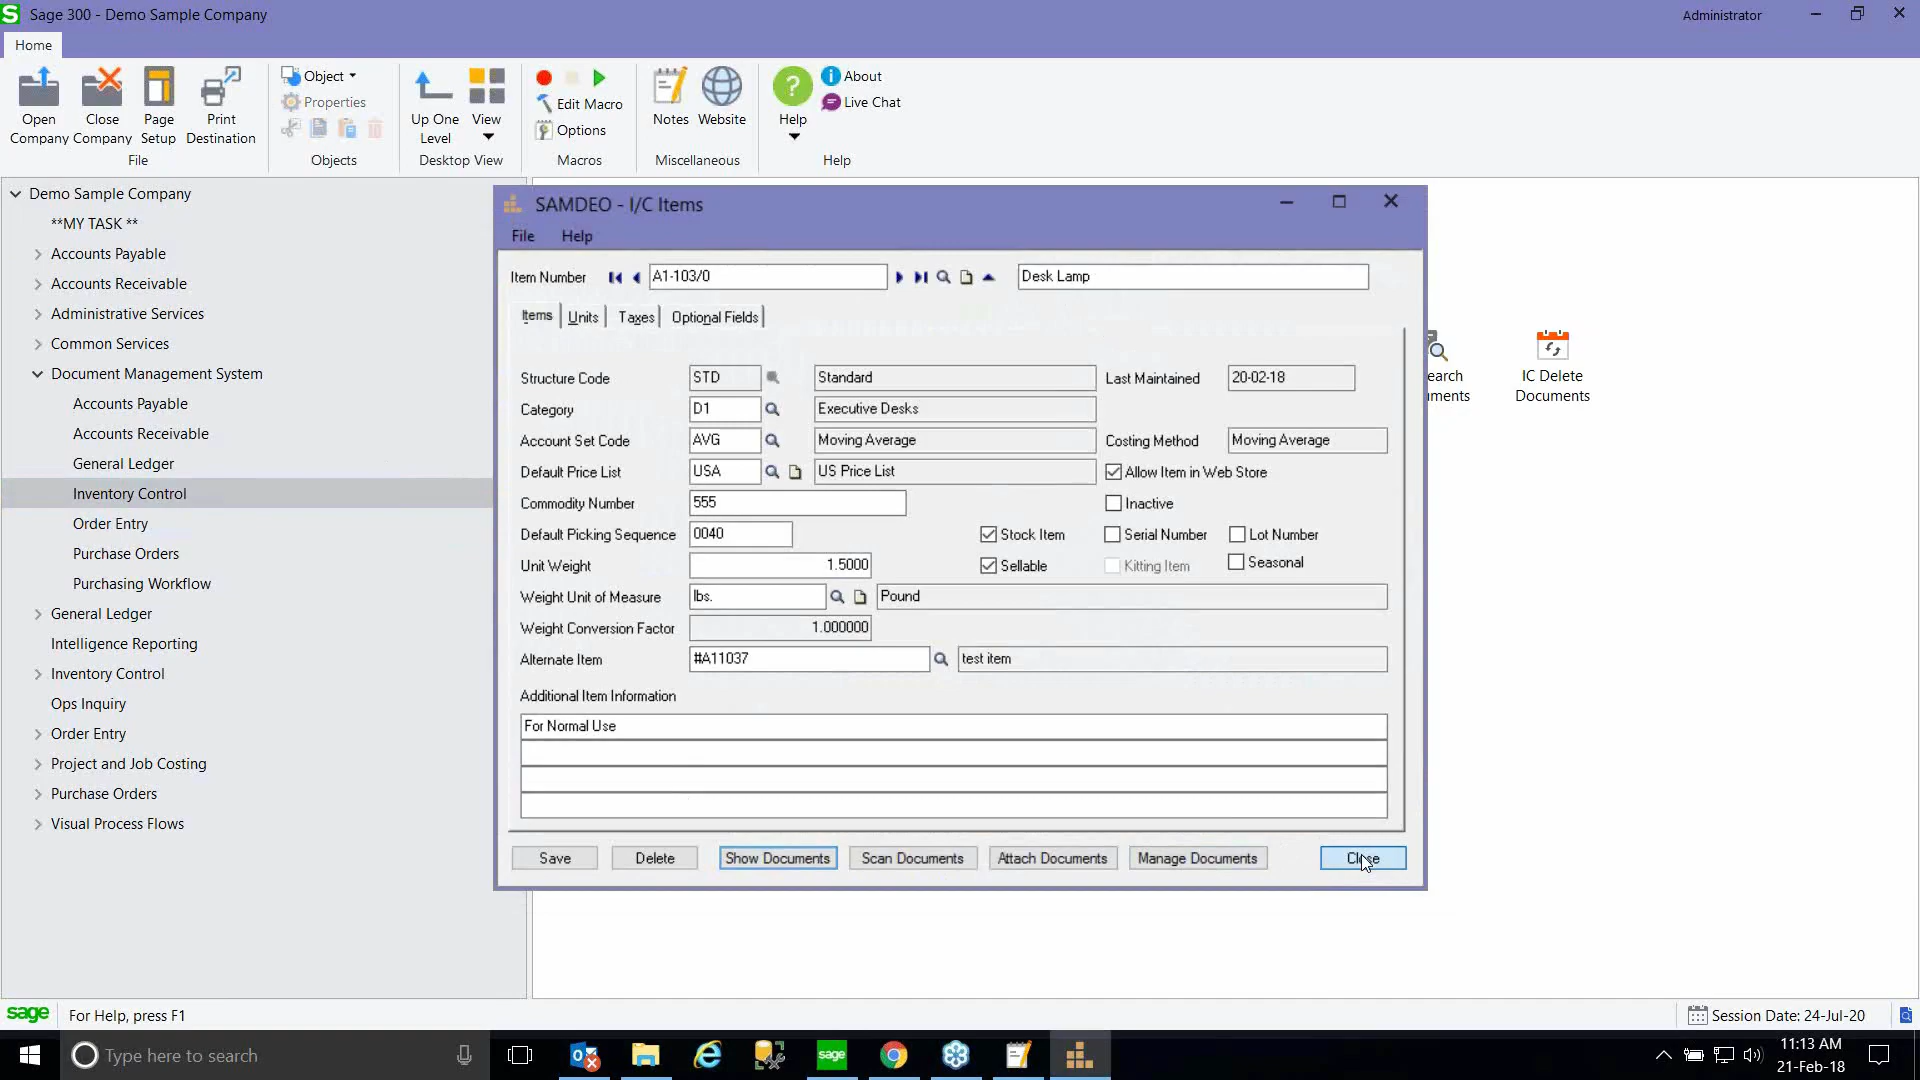 Sage 300 - Demo Sample Company
Administrator
Home
Open Company
Close Company
Page Setup
Print Destination
File
Object
Properties
Objects
Up One Level
View
Desktop View
Edit Macro
Options
Macros
Notes
Website
Miscellaneous
Help
About
Live Chat
Help
Demo Sample Company
**MY TASK **
Accounts Payable
Accounts Receivable
Administrative Services
Common Services
Document Management System
Accounts Payable
Accounts Receivable
General Ledger
Inventory Control
Order Entry
Purchase Orders
Purchasing Workflow
General Ledger
Intelligence Reporting
Inventory Control
Ops Inquiry
Order Entry
Project and Job Costing
Purchase Orders
Visual Process Flows
SAMDEO - I/C Items
File Help
Item Number A1-103/0 Desk Lamp
Items Units Taxes Optional Fields
Structure Code STD Standard Last Maintained 20-02-18
Category D1 Executive Desks
Account Set Code AVG Moving Average Costing Method Moving Average
Default Price List USA US Price List Allow Item in Web Store
Commodity Number 555 Inactive
Default Picking Sequence 0040 Stock Item Serial Number Lot Number
Unit Weight 1.5000 Sellable Kitting Item Seasonal
Weight Unit of Measure lbs. Pound
Weight Conversion Factor 1.000000
Alternate Item #A11037 test item
Additional Item Information
For Normal Use
Save Delete Show Documents Scan Documents Attach Documents Manage Documents Close
earch
ments
IC Delete
Documents
sage For Help, press F1
Session Date: 24-Jul-20
Type here to search
sage
11:13 AM
21-Feb-18